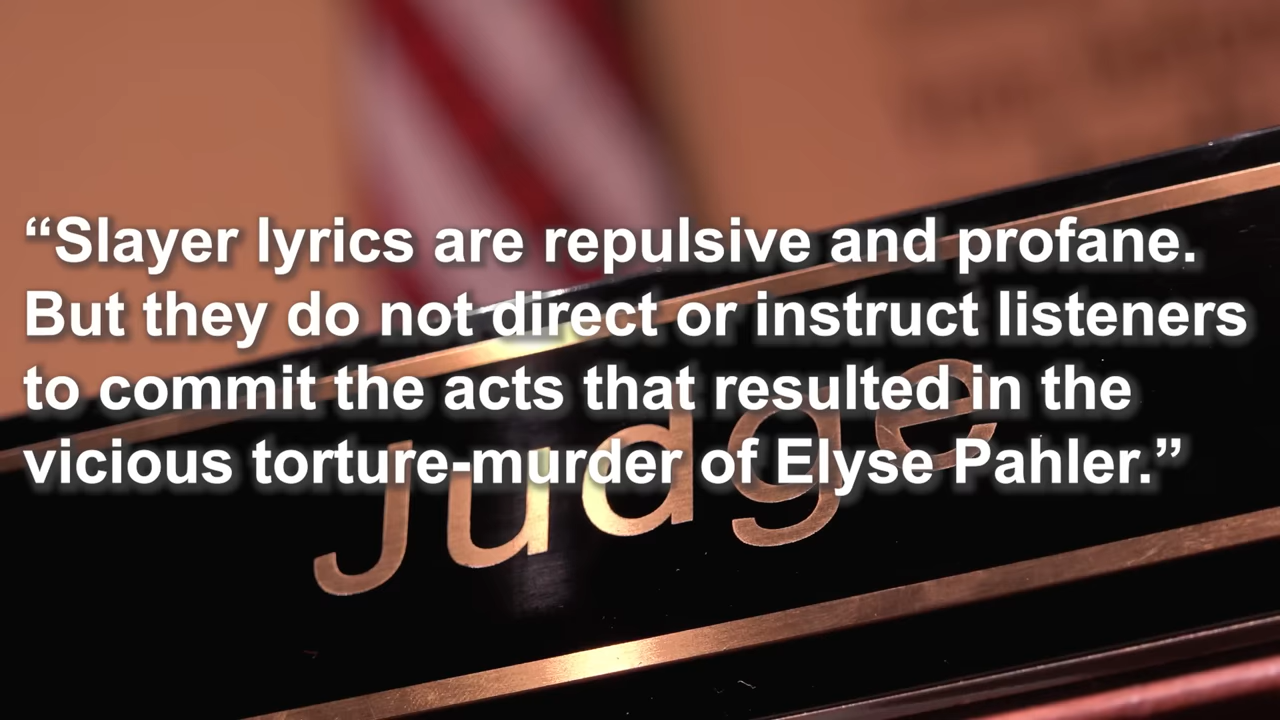 “Slayer lyrics are repulsive and profane.
But they do not direct or instruct listeners
to commit the acts that resulted in the
vicious torture-murder of Elyse Pahler.”
Judge